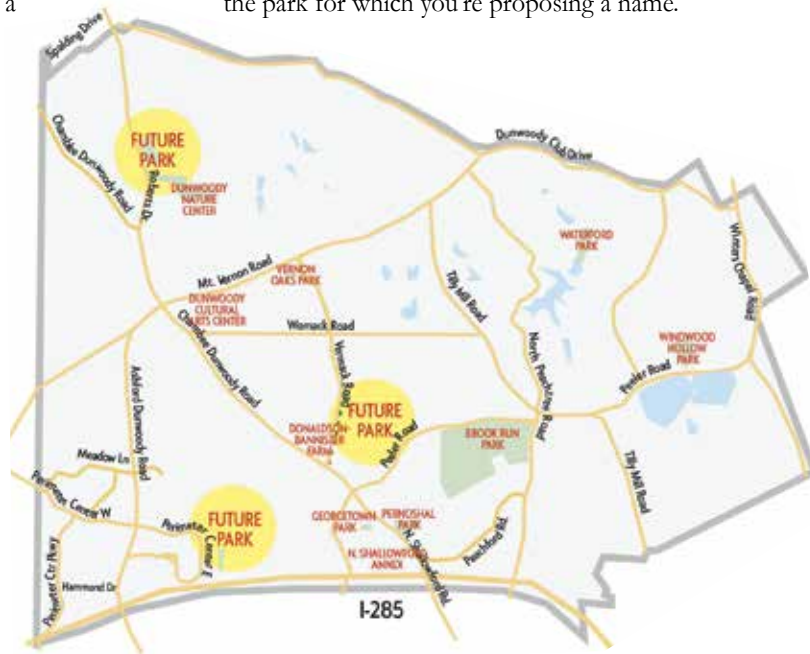 a
the park for which you're proposing a name.
Spalding Drive
Chamblee Dunwoody Road
FUTURE
PARK
Roberts Dr.
DUNWOODY
NATURE
CENTER
Dunwoody Club Drive
WATERFORD
PARK
Winters Chapel Road
Mt. Vernon Road
VERNON
OAKS PARK
Tilly Mill Road
DUNWOODY
CULTURAL
ARTS CENTER
Womack Road
Chamblee Dunwoody Road
Vermack Road
North Peachtree Road
WINDWOOD
HOLLOW
PARK
Peeler Road
Ashford Dunwoody Road
FUTURE
PARK
DONALDSON-
BANNISTER
FARM
Peeler Road
BROOK RUN
PARK
Tilly Mill Road
Meadow Ln
Perimeter Center W
Perimeter Center E
FUTURE
PARK
GEORGETOWN
PARK
PERNOSHAL
PARK
N. Shallowford Rd.
Peachford Rd.
N. SHALLOWFORD
ANNEX
Perimeter Ctr Pkwy
Hammond Dr
I-285